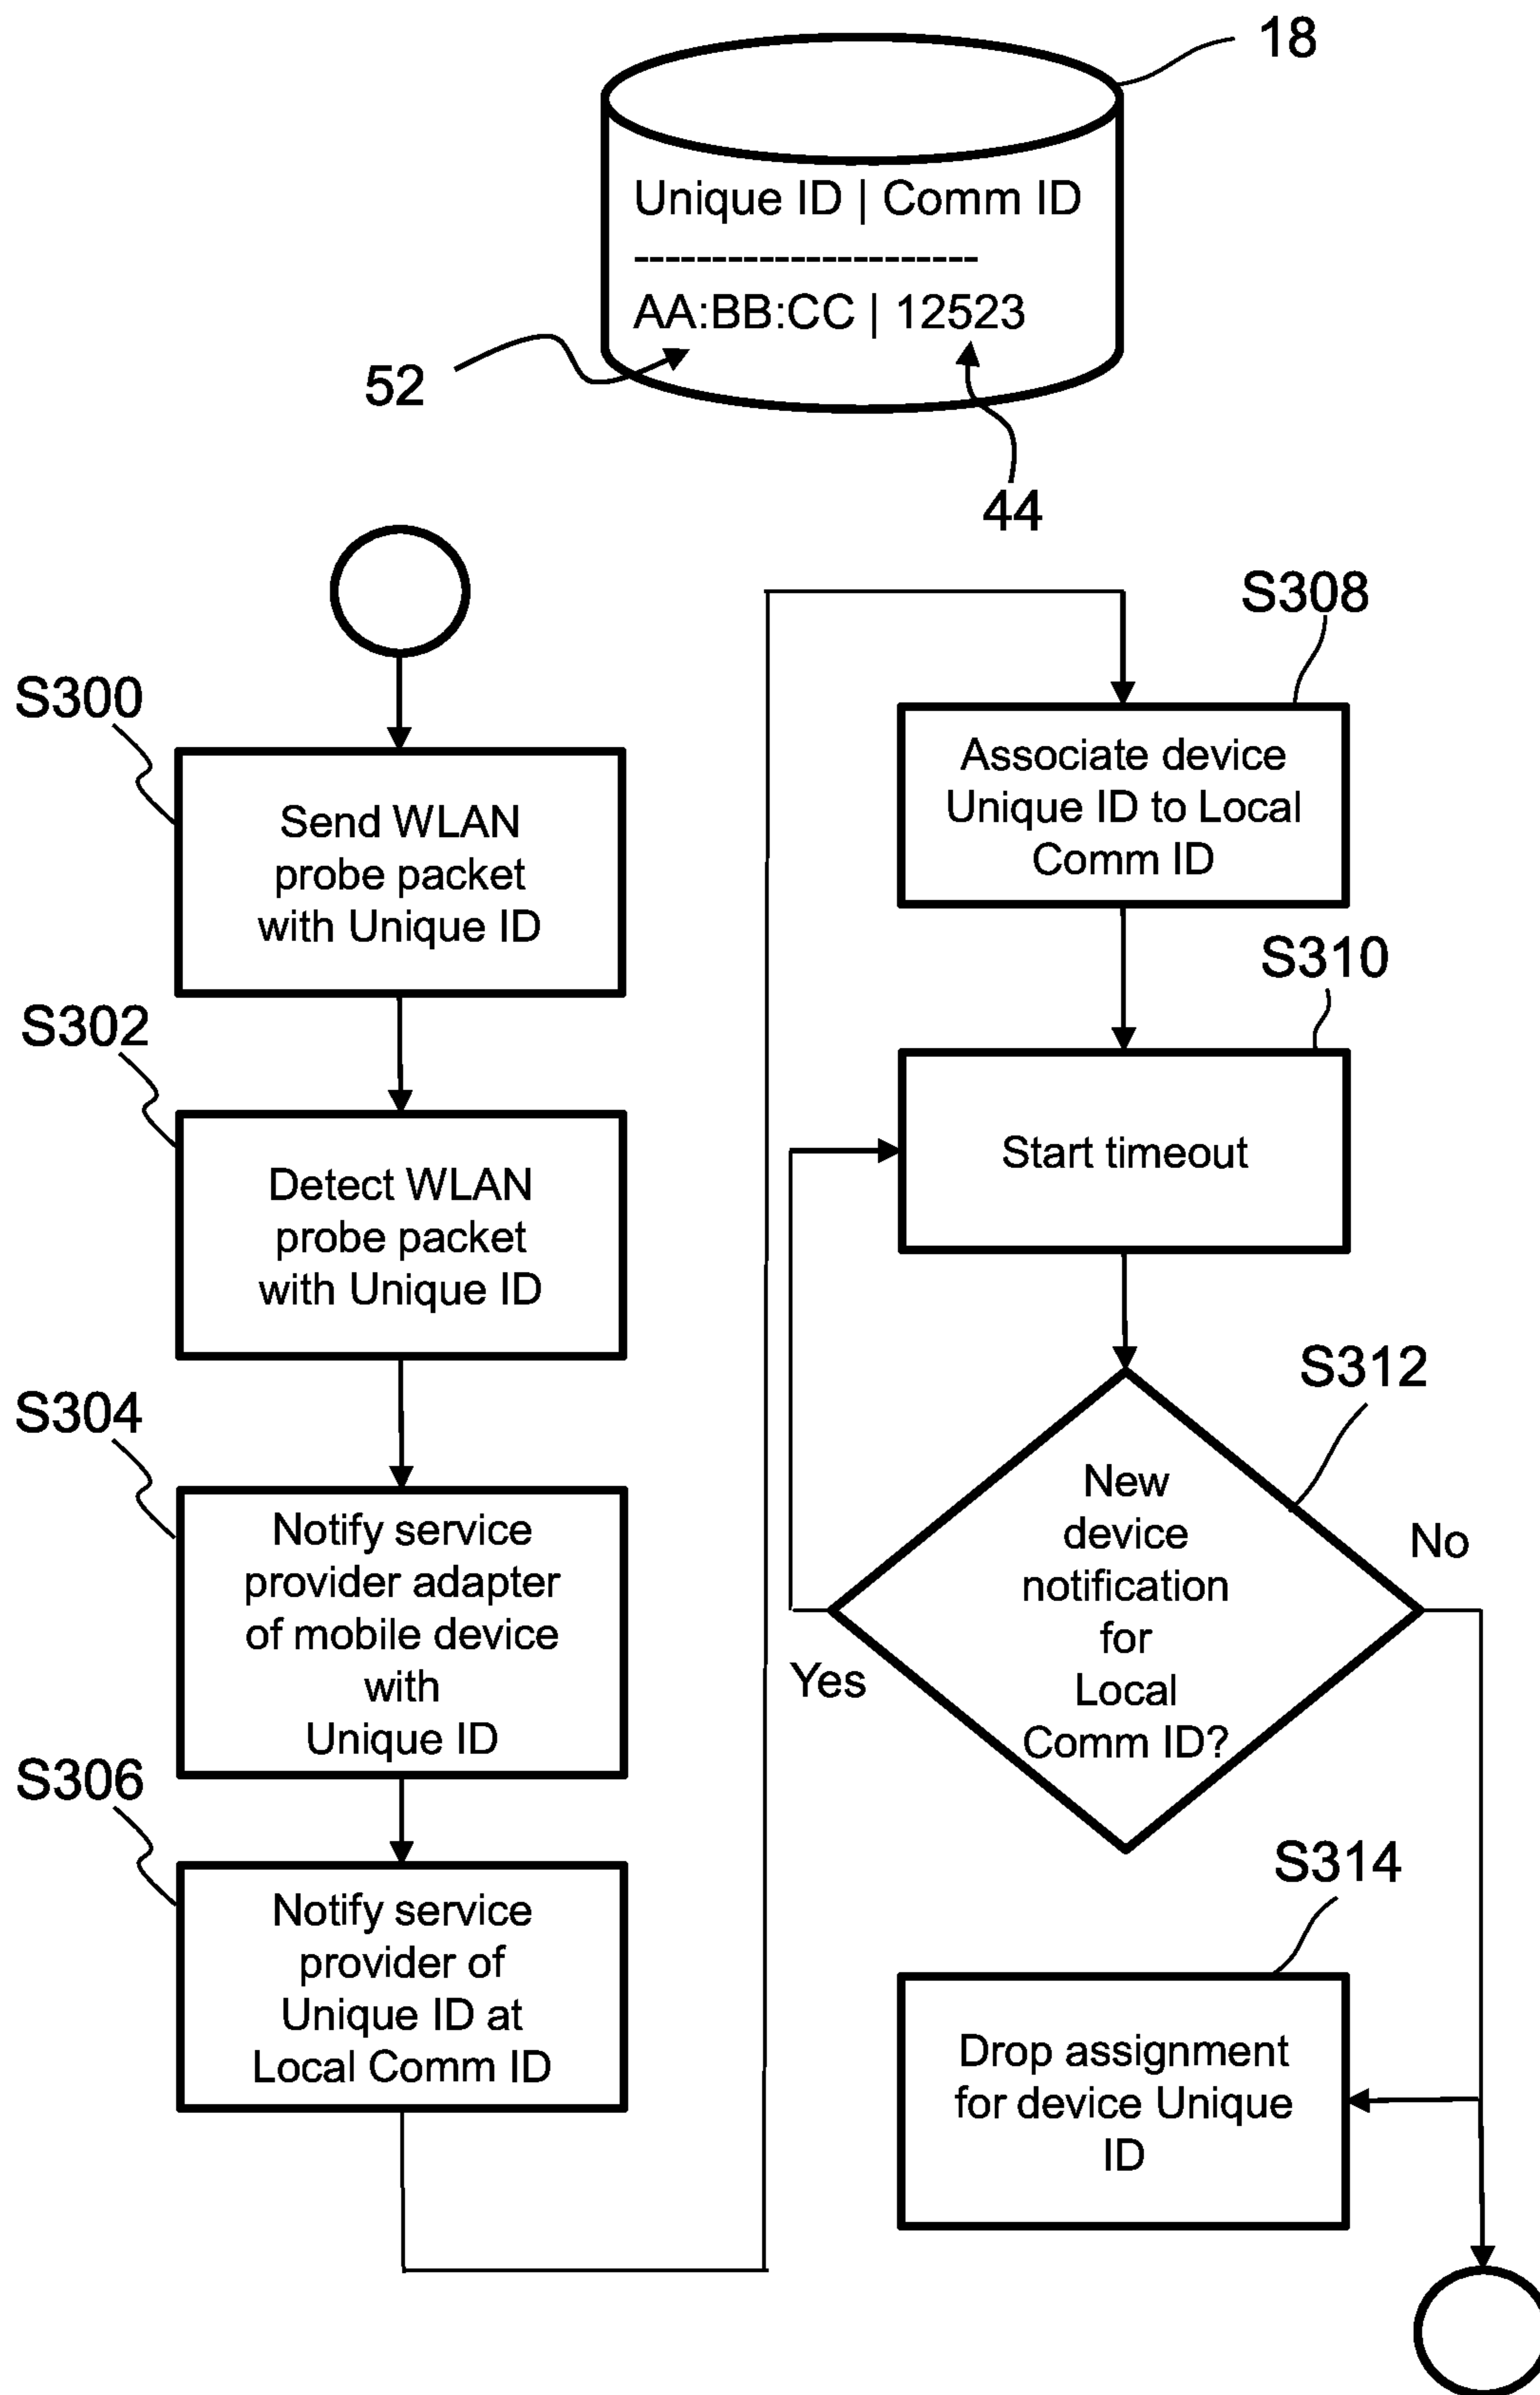 18
Unique ID | Comm ID
----------------------
AA:BB:CC | 12523
52
44
S300
Send WLAN
probe packet
with Unique ID
S302
Detect WLAN
probe packet
with Unique ID
S304
Notify service
provider adapter
of mobile device
with
Unique ID
S306
Notify service
provider of
Unique ID at
Local Comm ID
S308
Associate device
Unique ID to Local
Comm ID
S310
Start timeout
S312
New
device
notification
for
Local
Comm ID?
No
Yes
S314
Drop assignment
for device Unique
ID